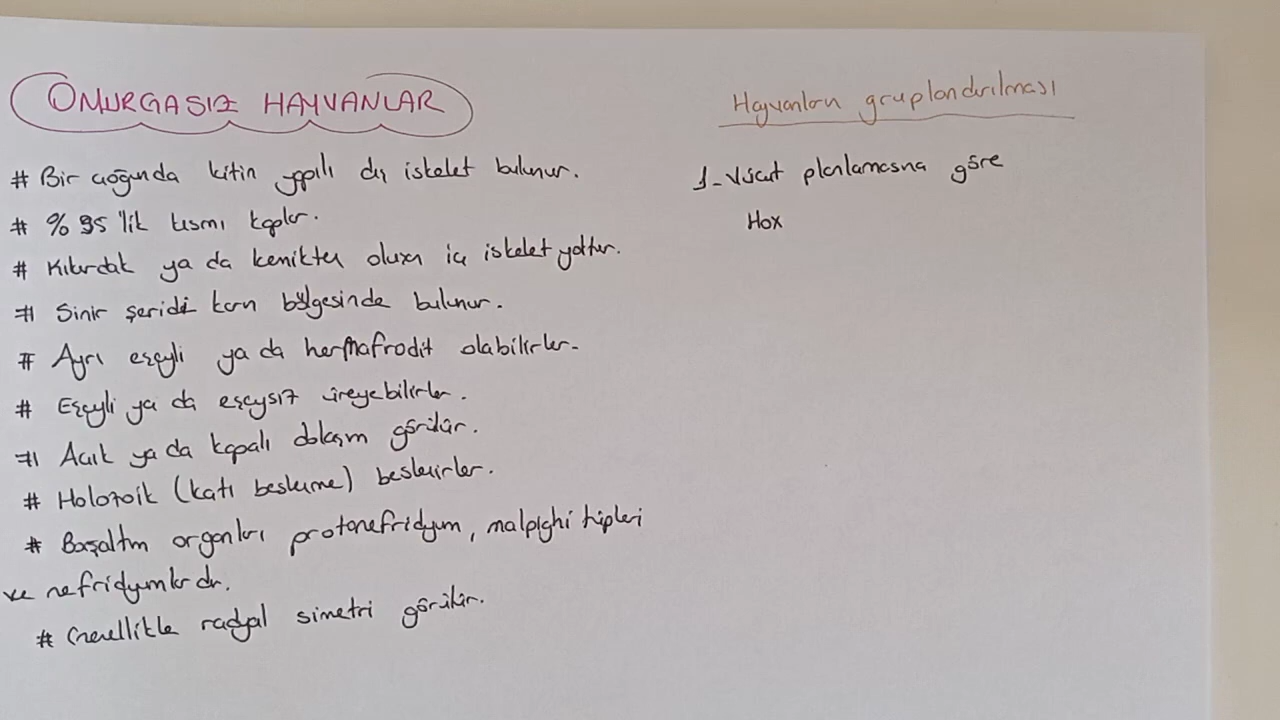 OMURGASIZ HAYVANLAR
# Bir çoğunda kitin yapılı dış iskelet bulunur.
# %95'lik kısmı kaplar.
# Kıkırdak ya da kemikten oluşan iç iskelet yoktur.
# Sinir şeridi karın bölgesinde bulunur.
# Ayrı eşeyli ya da hermafrodit olabilirler.
# Eşeyli ya da eşeysiz üreyebilirler.
# Açık ya da kapalı dolaşım görülür.
# Holozoik (katı beslenme) beslenirler.
# Boşaltım organları protonefridyum, malpighi tüpleri
ve nefridyumlardır.
# Genellikle radyal simetri görülür.
Hayvanların gruplandırılması
1- Vücut planlamasına göre
Hox